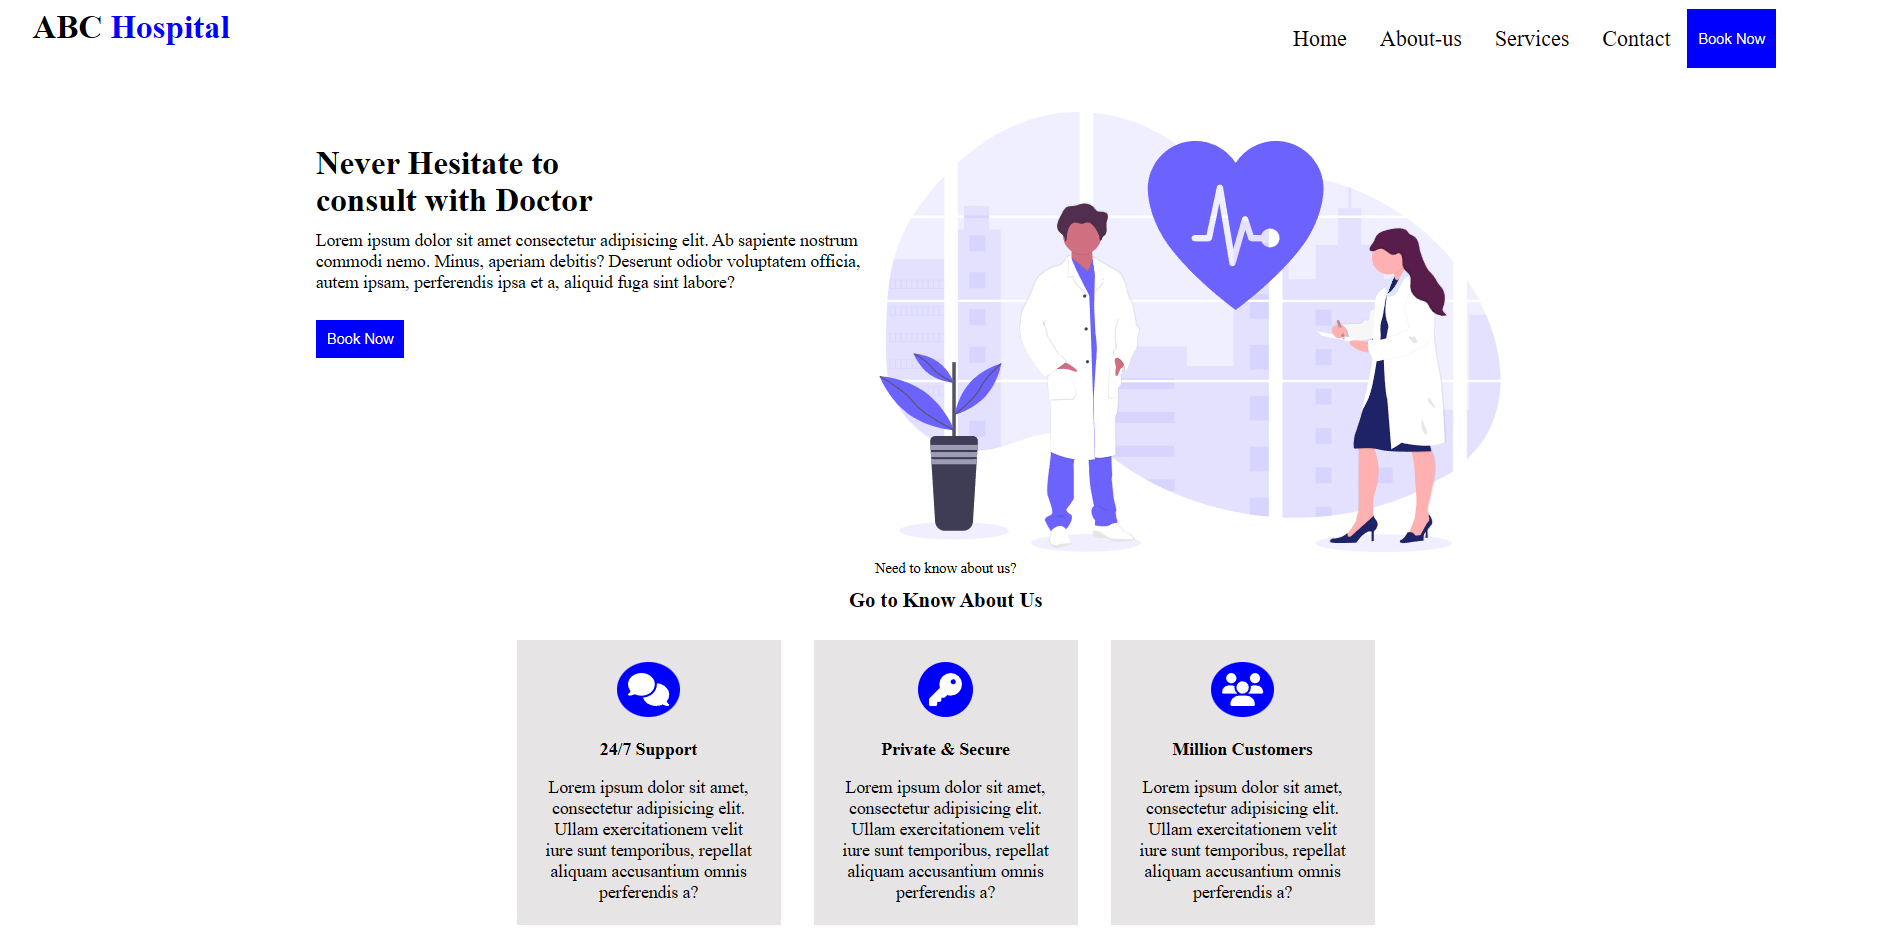 ABC Hospital
Home About-us Services Contact Book Now
Never Hesitate to
consult with Doctor
Lorem ipsum dolor sit amet consectetur adipisicing elit. Ab sapiente nostrum
commodi nemo. Minus, aperiam debitis? Deserunt odiobr voluptatem officia,
autem ipsam, perferendis ipsa et a, aliquid fuga sint labore?
Book Now
Need to know about us?
Go to Know About Us
24/7 Support
Lorem ipsum dolor sit amet,
consectetur adipisicing elit.
Ullam exercitationem velit
iure sunt temporibus, repellat
aliquam accusantium omnis
perferendis a?
Private & Secure
Lorem ipsum dolor sit amet,
consectetur adipisicing elit.
Ullam exercitationem velit
iure sunt temporibus, repellat
aliquam accusantium omnis
perferendis a?
Million Customers
Lorem ipsum dolor sit amet,
consectetur adipisicing elit.
Ullam exercitationem velit
iure sunt temporibus, repellat
aliquam accusantium omnis
perferendis a?